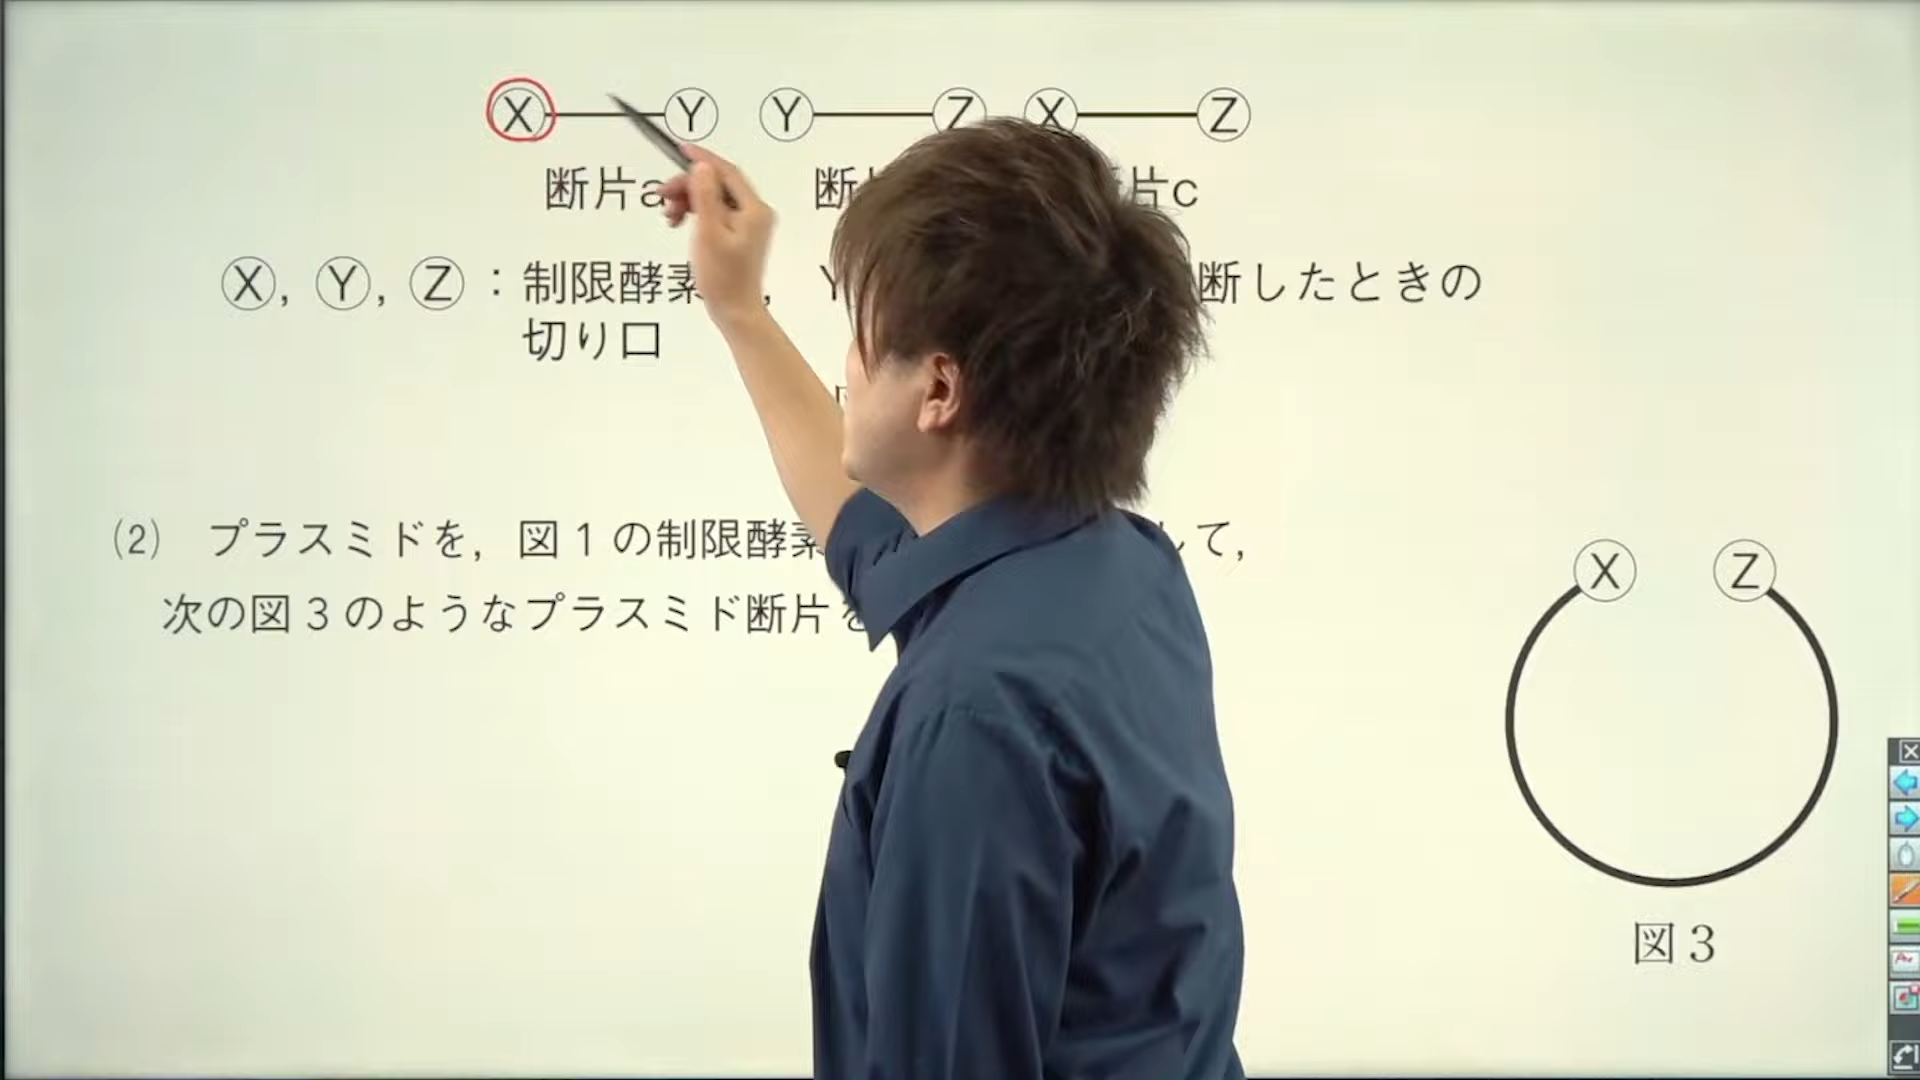 X Y Y Z X Z
断片a 断片c
X, Y, Z：制限酵素, Y 断したときの
切り口
(2) プラスミドを，図1の制限酵素 して，
次の図3のようなプラスミド断片を
X Z
図3